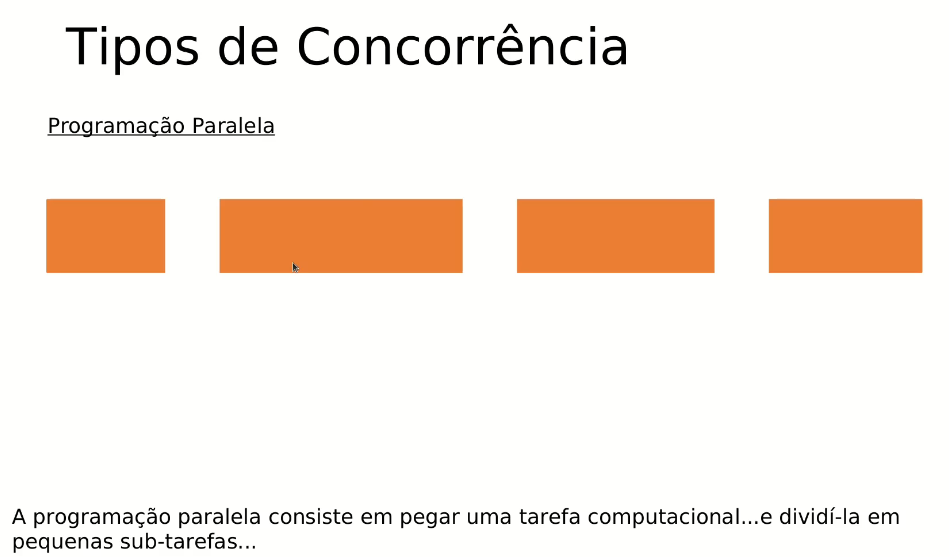 Tipos de Concorrência
Programação Paralela
A programação paralela consiste em pegar uma tarefa computacional...e dividí-la em
pequenas sub-tarefas...